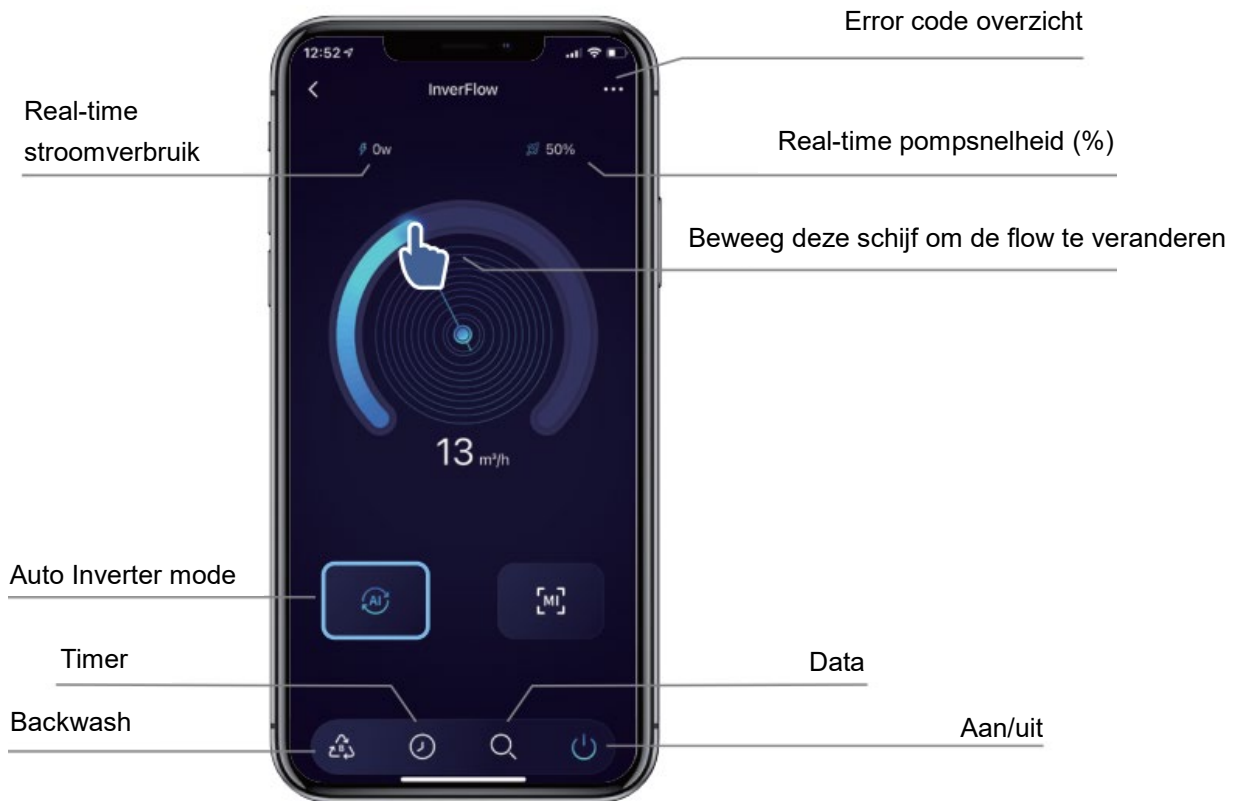 Error code overzicht
12:52
InverFlow
Real-time
stroomverbruik
0w
50%
Real-time pompsnelheid (%)
Beweeg deze schijf om de flow te veranderen
13 m³/h
Auto Inverter mode
AI
MI
Timer
Data
Backwash
B
Aan/uit